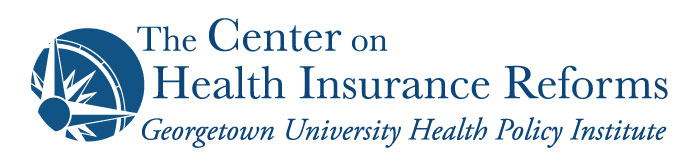 The Center on
Health Insurance Reforms
Georgetown University Health Policy Institute